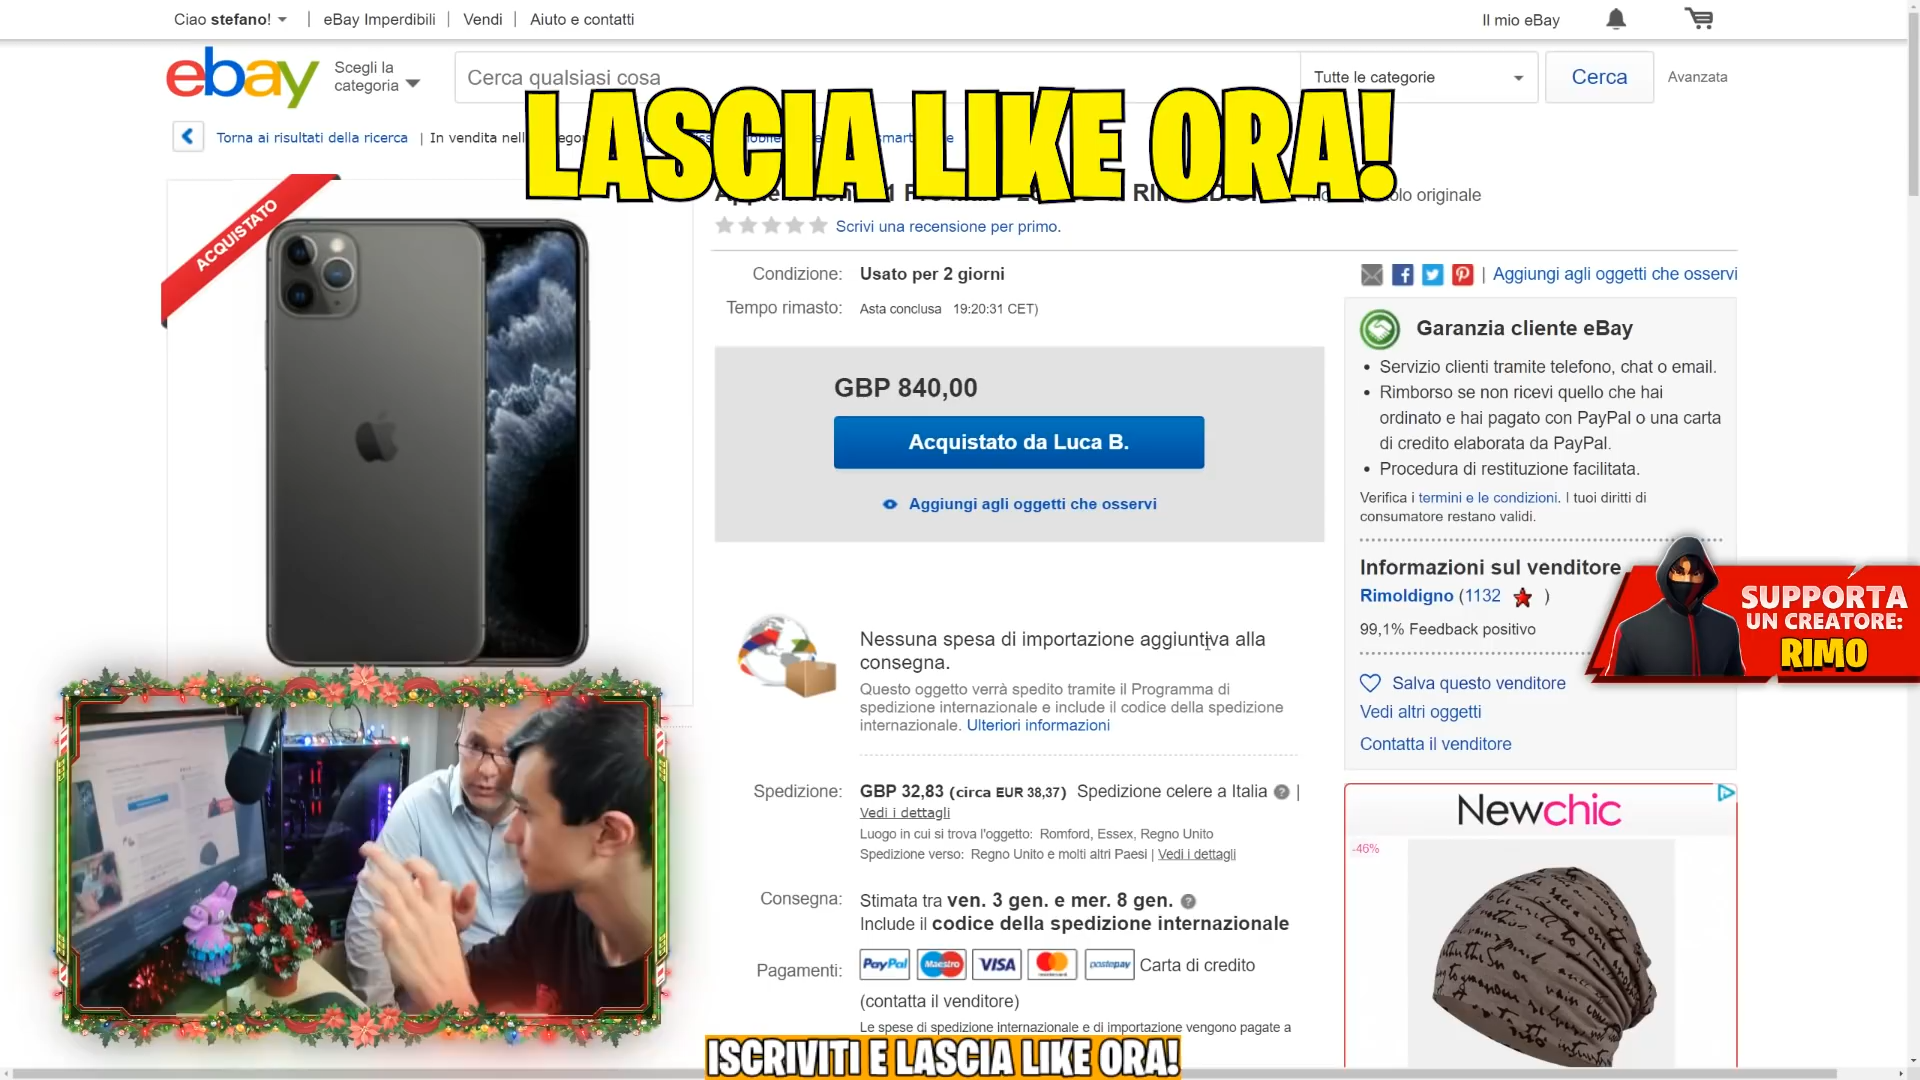 Ciao stefano! | eBay Imperdibili | Vendi | Aiuto e contatti
Il mio eBay
ebay
Scegli la categoria
Cerca qualsiasi cosa
Tutte le categorie
Cerca
Avanzata
LASCIA LIKE ORA!
Torna ai risultati della ricerca | In vendita
originale
ACQUISTATO
Scrivi una recensione per primo.
Condizione: Usato per 2 giorni
Tempo rimasto: Asta conclusa 19:20:31 CET)
GBP 840,00
Acquistato da Luca B.
Aggiungi agli oggetti che osservi
Nessuna spesa di importazione aggiuntiva alla
consegna.
Questo oggetto verrà spedito tramite il Programma di
spedizione internazionale e include il codice della spedizione
internazionale. Ulteriori informazioni
Spedizione: GBP 32,83 (circa EUR 38,37) Spedizione celere a Italia |
Vedi i dettagli
Luogo in cui si trova l'oggetto: Romford, Essex, Regno Unito
Spedizione verso: Regno Unito e molti altri Paesi | Vedi i dettagli
Consegna: Stimata tra ven. 3 gen. e mer. 8 gen.
Include il codice della spedizione internazionale
Pagamenti: PayPal Maestro VISA mastercard postepay Carta di credito
(contatta il venditore)
Le spese di spedizione internazionale e di importazione vengono pagate a
| Aggiungi agli oggetti che osservi
Garanzia cliente eBay
• Servizio clienti tramite telefono, chat o email.
• Rimborso se non ricevi quello che hai
ordinato e hai pagato con PayPal o una carta
di credito elaborata da PayPal.
• Procedura di restituzione facilitata.
Verifica i termini e le condizioni. I tuoi diritti di
consumatore restano validi.
Informazioni sul venditore
Rimoldigno (1132 )
99,1% Feedback positivo
Salva questo venditore
Vedi altri oggetti
Contatta il venditore
SUPPORTA
UN CREATORE:
RIMO
Newchic
-46%
ISCRIVITI E LASCIA LIKE ORA!